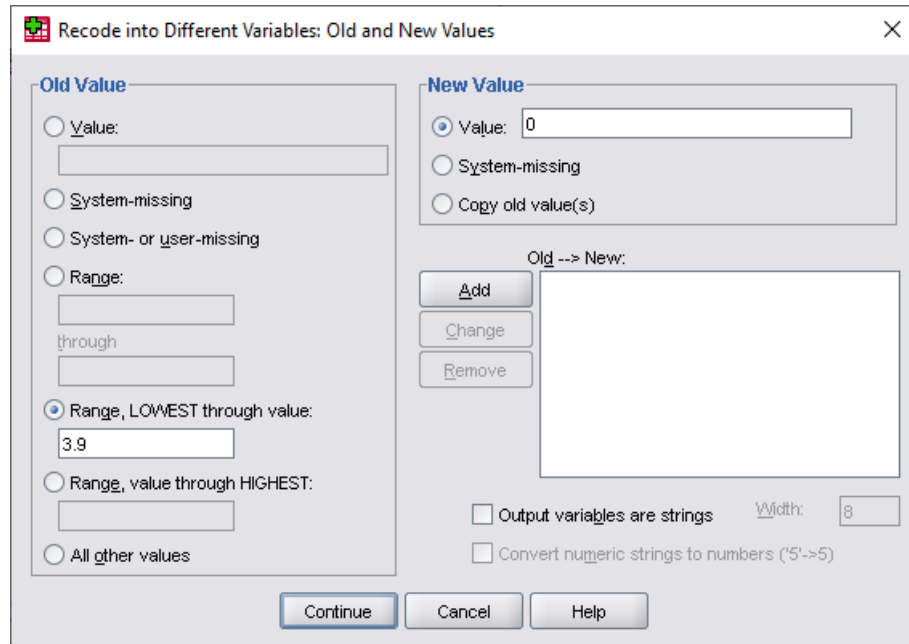 Recode into Different Variables: Old and New Values
Old Value
Value:
System-missing
System- or user-missing
Range:
through
Range, LOWEST through value:
3.9
Range, value through HIGHEST:
All other values
New Value
Value: 0
System-missing
Copy old value(s)
Old --> New:
Add
Change
Remove
Output variables are strings Width: 8
Convert numeric strings to numbers ('5'->5)
Continue Cancel Help